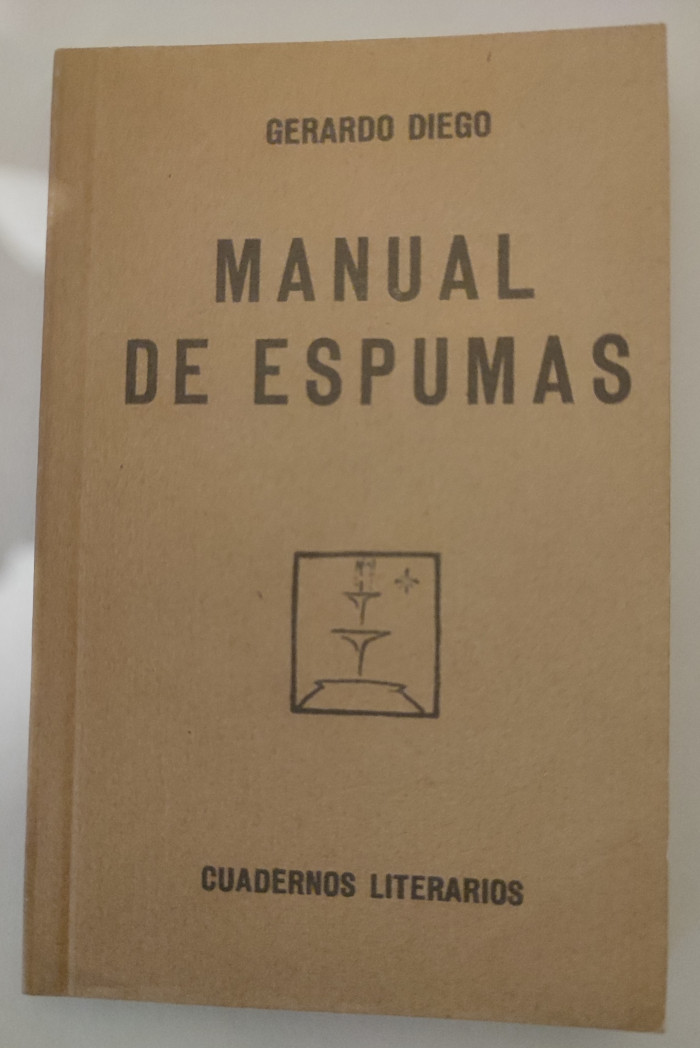 GERARDO DIEGO
MANUAL
DE ESPUMAS
CUADERNOS LITERARIOS